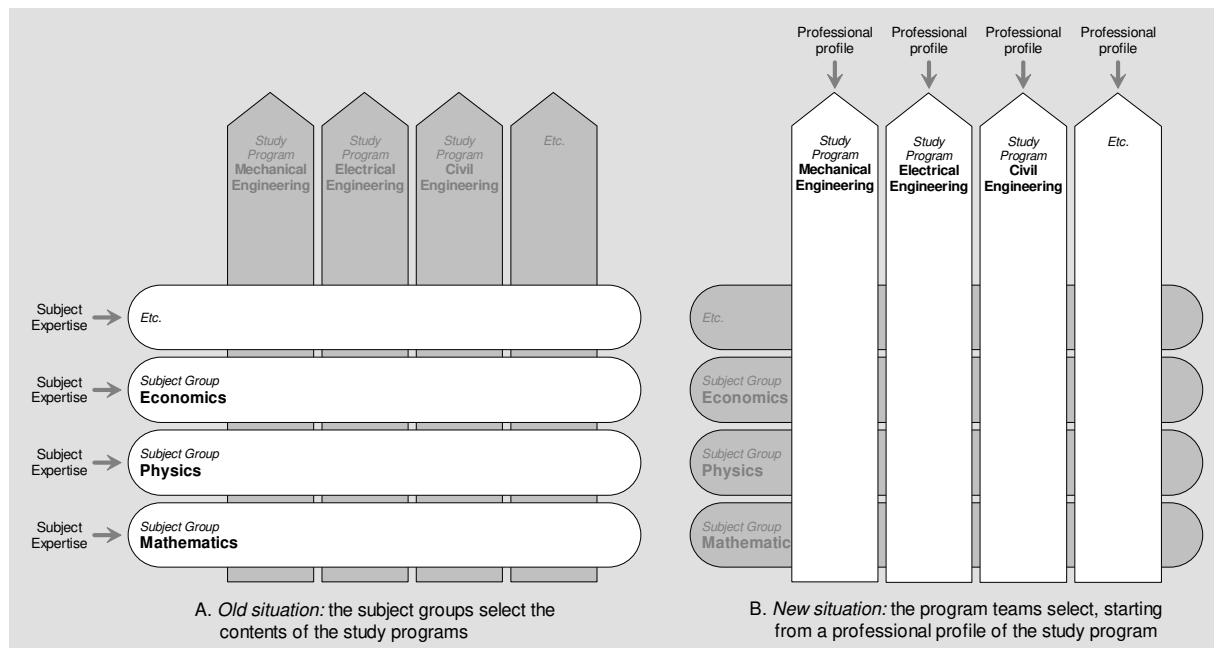 Study
Program
Mechanical
Engineering
Study
Program
Electrical
Engineering
Study
Program
Civil
Engineering
Etc.
Subject
Expertise
Etc.
Subject
Expertise
Subject Group
Economics
Subject
Expertise
Subject Group
Physics
Subject
Expertise
Subject Group
Mathematics
A. Old situation: the subject groups select the
contents of the study programs
Professional
profile
Professional
profile
Professional
profile
Professional
profile
Study
Program
Mechanical
Engineering
Study
Program
Electrical
Engineering
Study
Program
Civil
Engineering
Etc.
Etc.
Subject Group
Economics
Subject Group
Physics
Subject Group
Mathematic
B. New situation: the program teams select, starting
from a professional profile of the study program